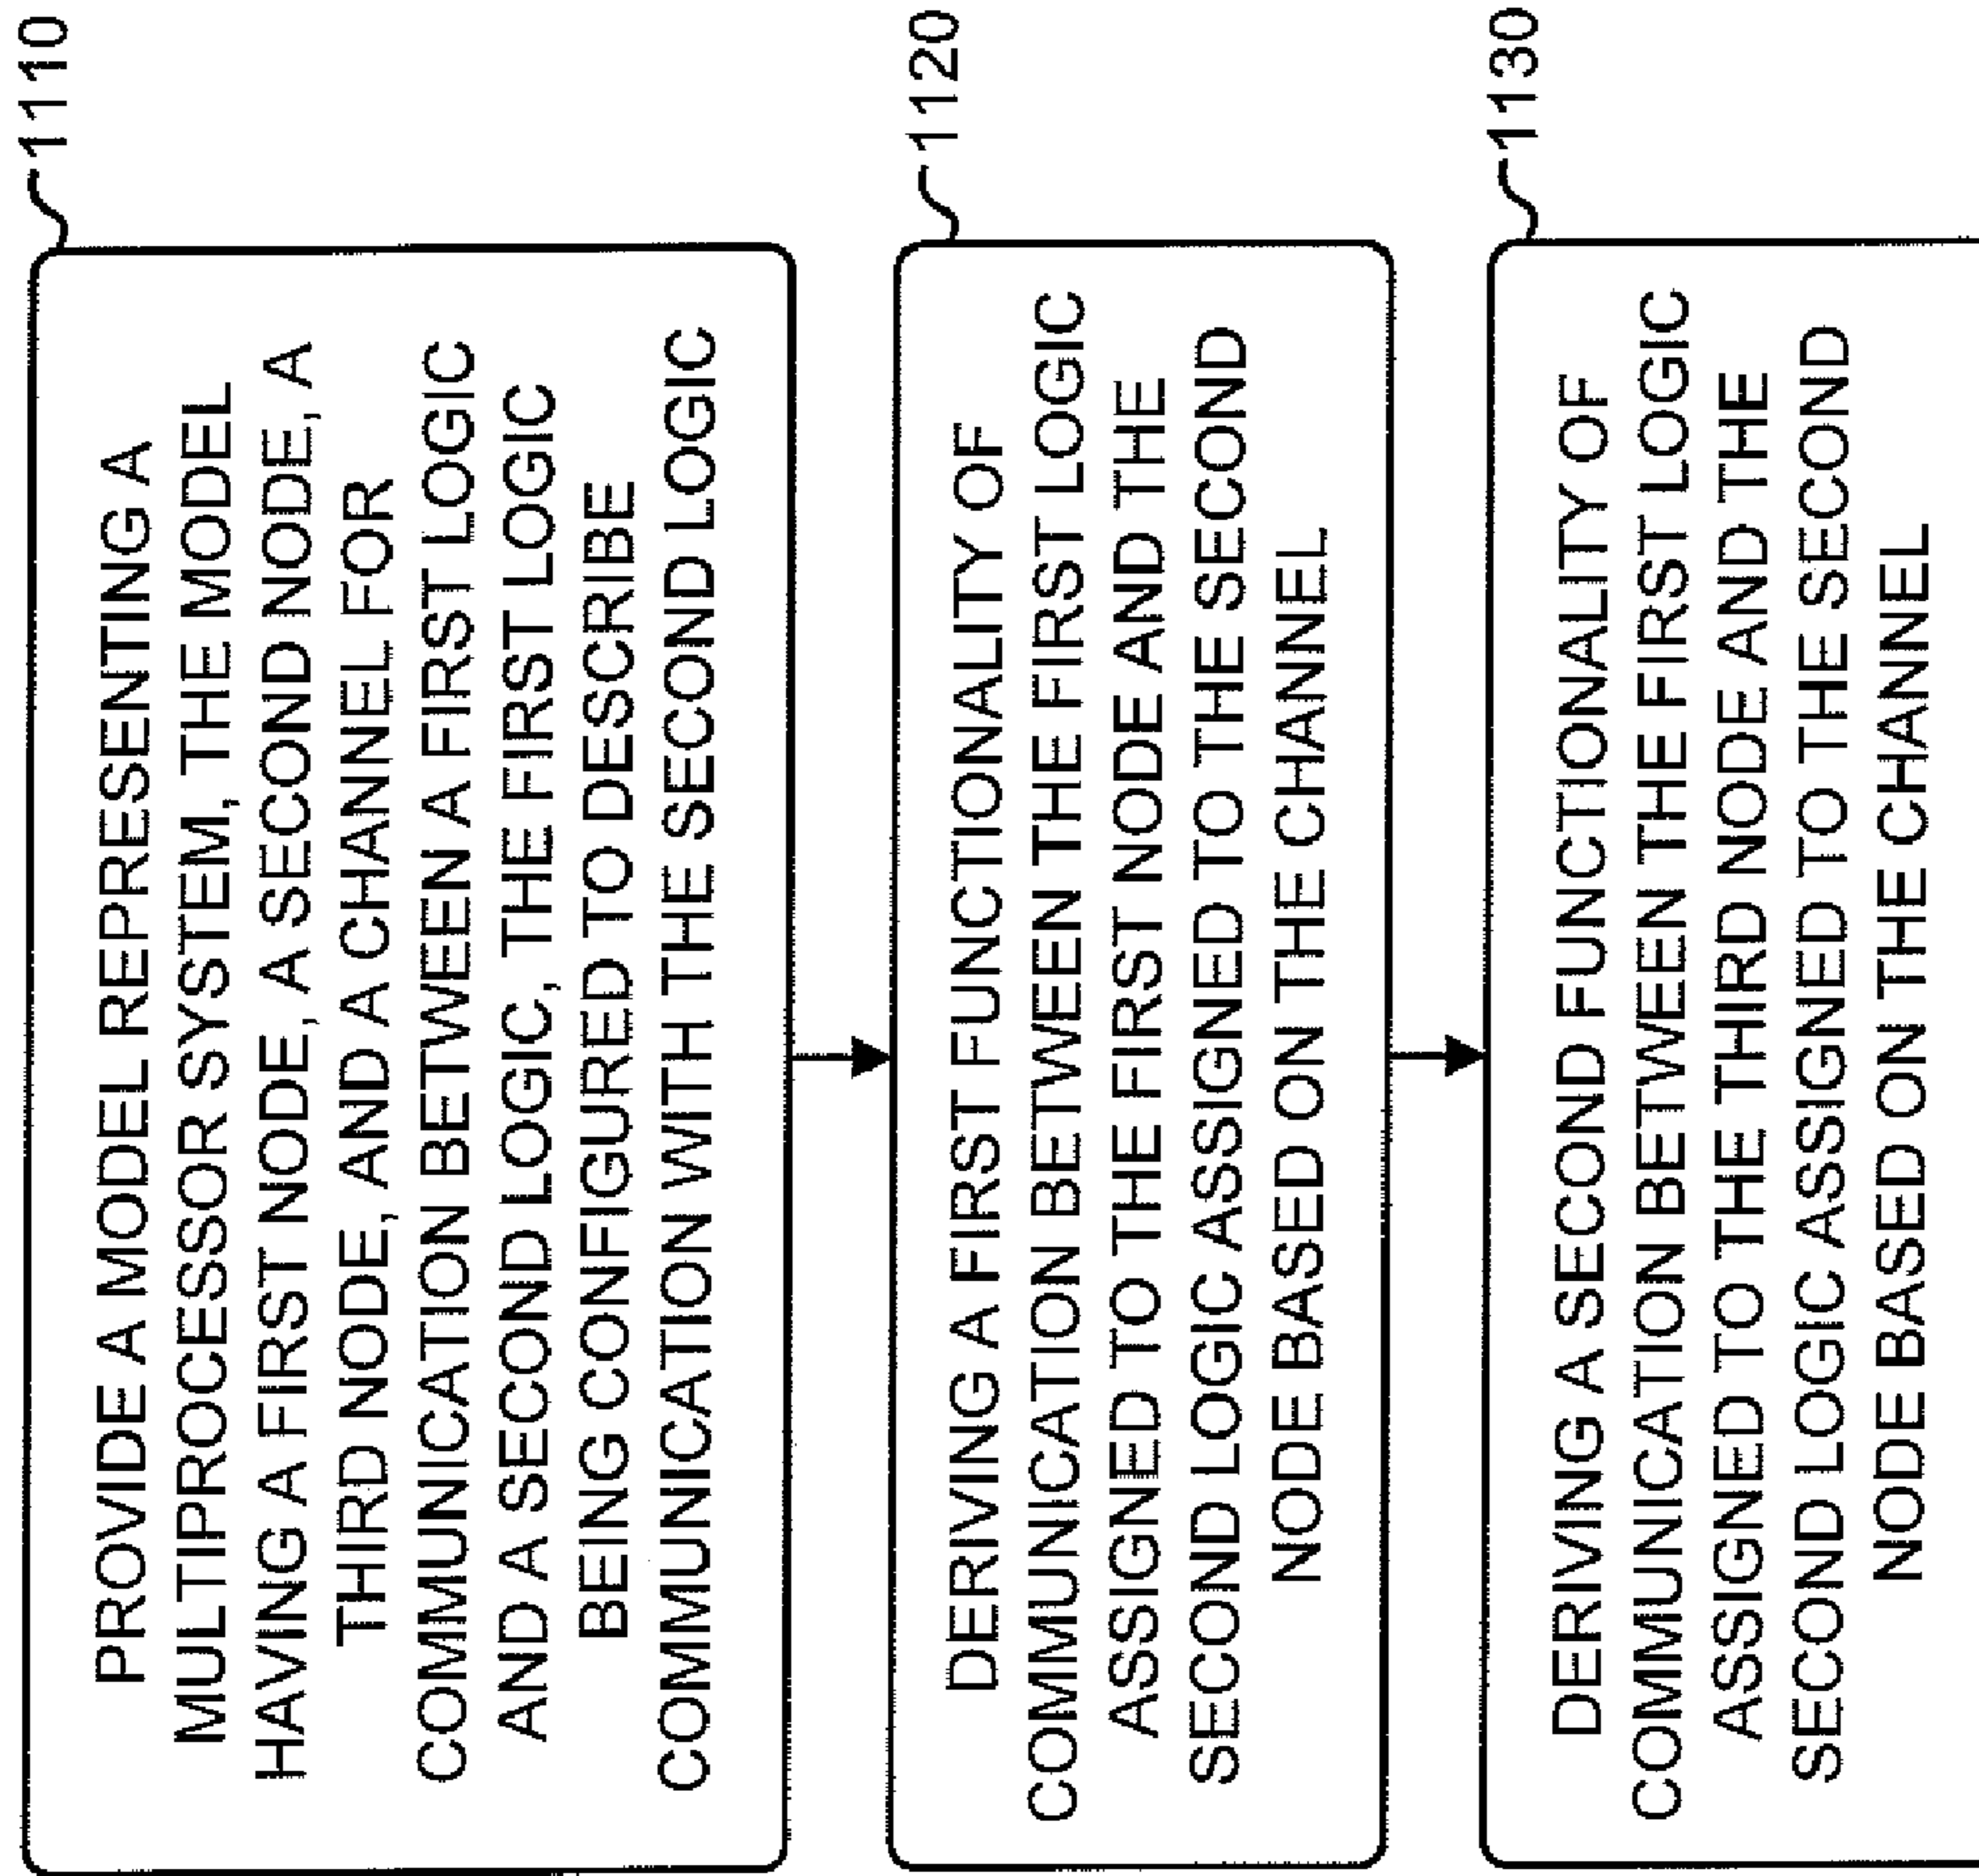 PROVIDE A MODEL REPRESENTING A
MULTIPROCESSOR SYSTEM, THE MODEL
HAVING A FIRST NODE, A SECOND NODE, A
THIRD NODE, AND A CHANNEL FOR
COMMUNICATION BETWEEN A FIRST LOGIC
AND A SECOND LOGIC, THE FIRST LOGIC
BEING CONFIGURED TO DESCRIBE
COMMUNICATION WITH THE SECOND LOGIC
1110
DERIVING A FIRST FUNCTIONALITY OF
COMMUNICATION BETWEEN THE FIRST LOGIC
ASSIGNED TO THE FIRST NODE AND THE
SECOND LOGIC ASSIGNED TO THE SECOND
NODE BASED ON THE CHANNEL
1120
DERIVING A SECOND FUNCTIONALITY OF
COMMUNICATION BETWEEN THE FIRST LOGIC
ASSIGNED TO THE THIRD NODE AND THE
SECOND LOGIC ASSIGNED TO THE SECOND
NODE BASED ON THE CHANNEL
1130